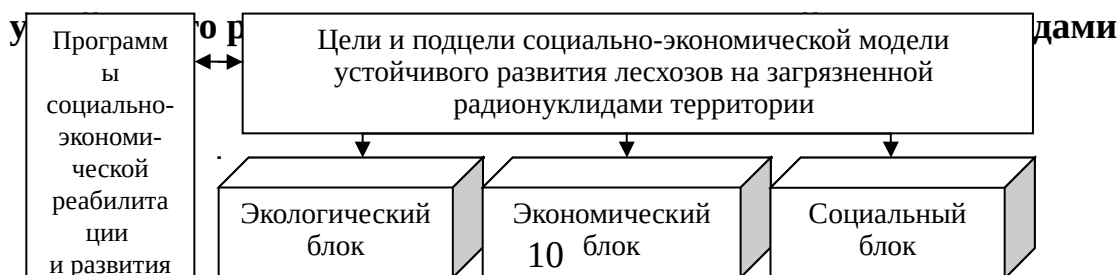 дами
Программ
ы
социально-
экономи-
ческой
реабилита
ции
и развития
Цели и подцели социально-экономической модели
устойчивого развития лесхозов на загрязненной
радионуклидами территории
Экологический
блок
Экономический
блок
Социальный
блок
10